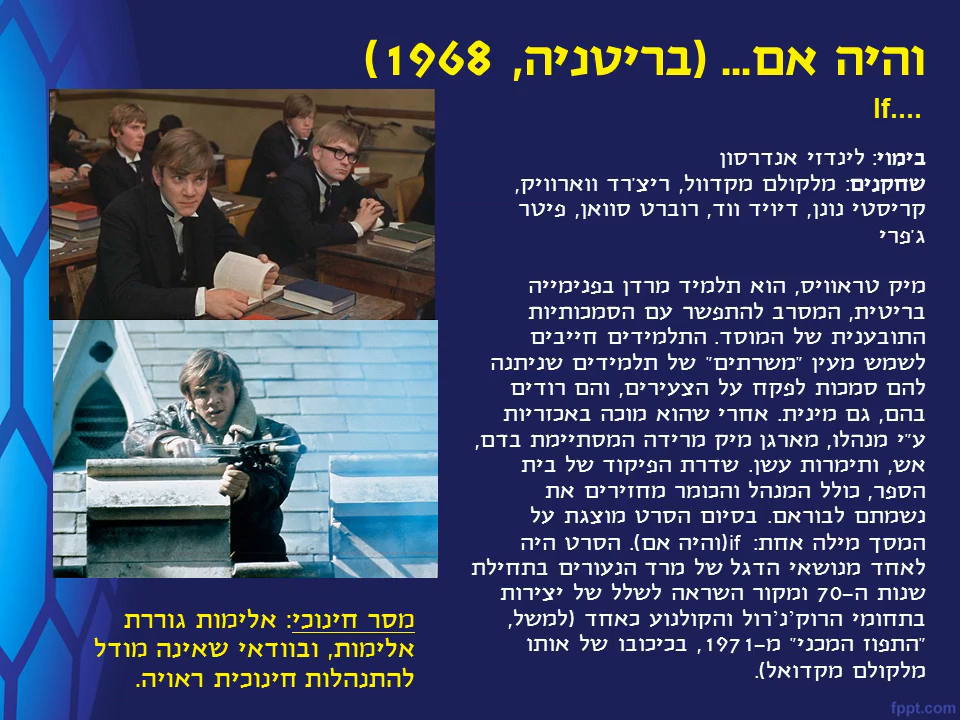 והיה אם... (בריטניה, 1968)
If....
בימוי: לינדזי אנדרסון
שחקנים: מלקולם מקדוול, ריצ'רד ווארוויק,
קריסטי נונן, דיויד ווד, רוברט סוואן, פיטר
ג'פרי
מיק טראוויס, הוא תלמיד מרדן בפנימייה
בריטית, המסרב להתפשר עם הסמכותיות
התובענית של המוסד. התלמידים חייבים
לשמש מעין "משרתים" של תלמידים שניתנה
להם סמכות לפקח על הצעירים, והם רודים
בהם, גם מינית. אחרי שהוא מוכה באכזריות
ע"י מנהלו, מארגן מיק מרידה המסתיימת בדם,
אש, ותימרות עשן. שדרת הפיקוד של בית
הספר, כולל המנהל והכומר מחזירים את
נשמתם לבוראם. בסיום הסרט מוצגת על
המסך מילה אחת: if(והיה אם). הסרט היה
לאחד מנושאי הדגל של מרד הנעורים בתחילת
שנות ה-70 ומקור השראה לשלל של יצירות
בתחומי הרוק'נ'רול והקולנוע כאחד (למשל,
"התפוז המכני" מ-1971, בכיכובו של אותו
מלקולם מקדואל).
מסר חינוכי: אלימות גוררת
אלימות, ובוודאי שאינה מודל
להתנהלות חינוכית ראויה.
fppt.com